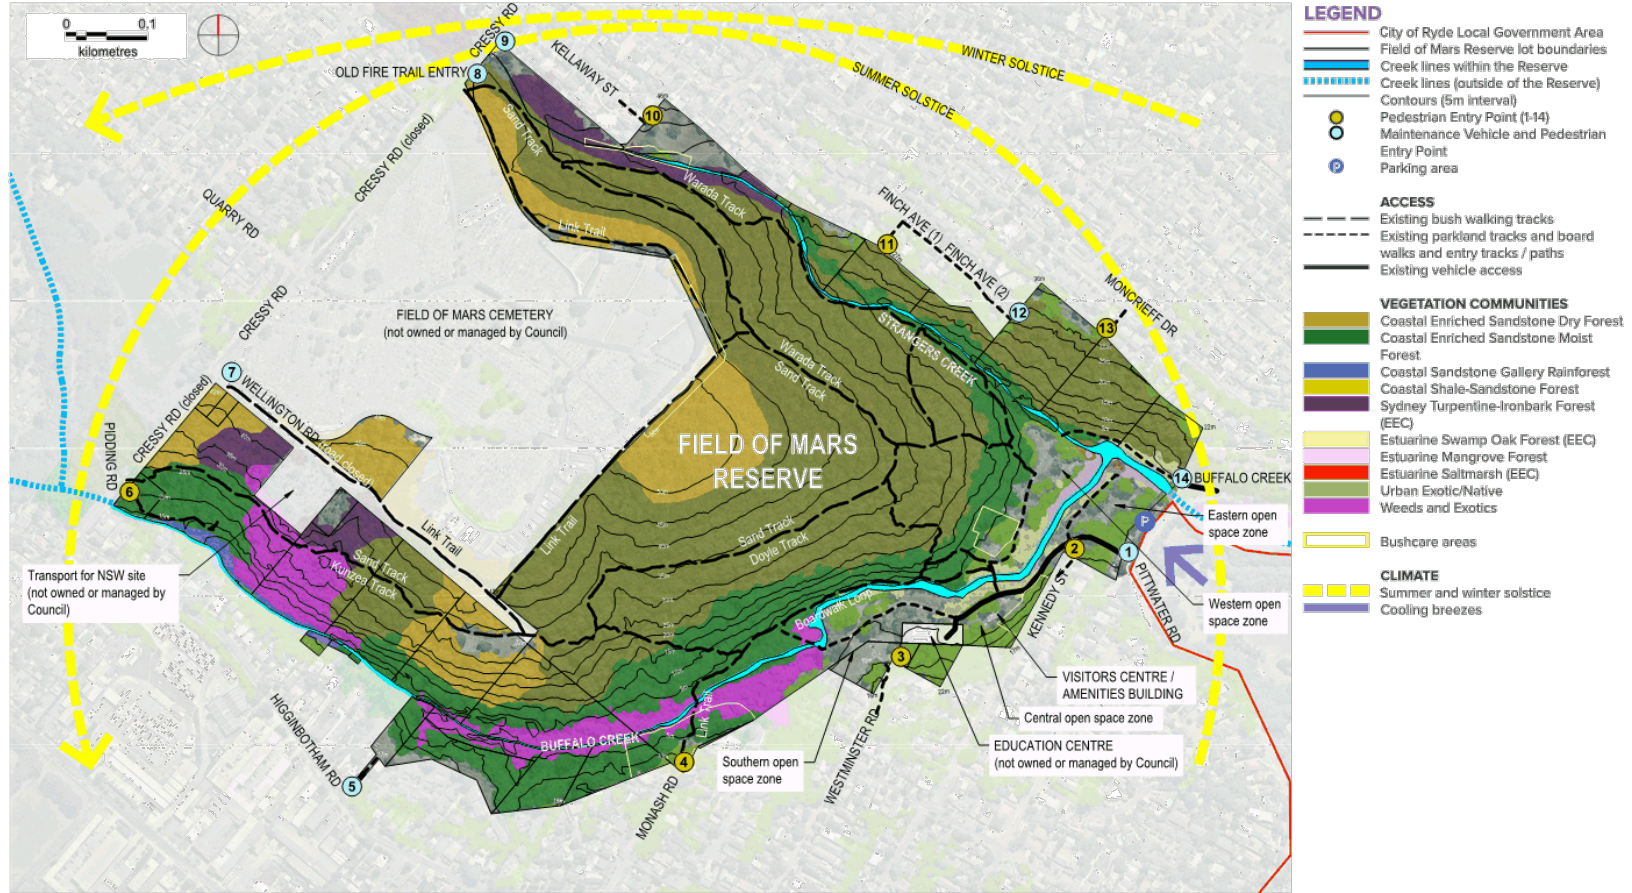 0 0.1
kilometres
CRESSY RD
9
8
OLD FIRE TRAIL ENTRY
KELLAWAY ST
10
WINTER SOLSTICE
SUMMER SOLSTICE
CRESSY RD (closed)
Sand Track
Warada Track
QUARRY RD
Link Trail
FINCH AVE (1)
11
FINCH AVE (2)
12
MONCRIEFF DR
13
CRESSY RD
FIELD OF MARS CEMETERY
(not owned or managed by Council)
STRANGERS CREEK
Warada Track
Sand Track
7
WELLINGTON RD
(road closed)
CRESSY RD (closed)
PIDDING RD
6
FIELD OF MARS
RESERVE
22m
14
BUFFALO CREEK
Link Trail
Link Trail
Sand Track
Doyle Track
Eastern open
space zone
P
2
1
PITTWATER RD
Sand Track
Kunzea Track
Transport for NSW site
(not owned or managed by
Council)
Western open
space zone
Boardwalk Loop
KENNEDY ST
3
22m
VISITORS CENTRE /
AMENITIES BUILDING
Central open space zone
HIGGINBOTHAM RD
5
BUFFALO CREEK
Link Trail
4
MONASH RD
Southern open
space zone
WESTMINSTER RD
EDUCATION CENTRE
(not owned or managed by Council)
LEGEND
City of Ryde Local Government Area
Field of Mars Reserve lot boundaries
Creek lines within the Reserve
Creek lines (outside of the Reserve)
Contours (5m interval)
Pedestrian Entry Point (1-14)
Maintenance Vehicle and Pedestrian
Entry Point
P Parking area
ACCESS
Existing bush walking tracks
Existing parkland tracks and board
walks and entry tracks / paths
Existing vehicle access
VEGETATION COMMUNITIES
Coastal Enriched Sandstone Dry Forest
Coastal Enriched Sandstone Moist
Forest
Coastal Sandstone Gallery Rainforest
Coastal Shale-Sandstone Forest
Sydney Turpentine-Ironbark Forest
(EEC)
Estuarine Swamp Oak Forest (EEC)
Estuarine Mangrove Forest
Estuarine Saltmarsh (EEC)
Urban Exotic/Native
Weeds and Exotics
Bushcare areas
CLIMATE
Summer and winter solstice
Cooling breezes